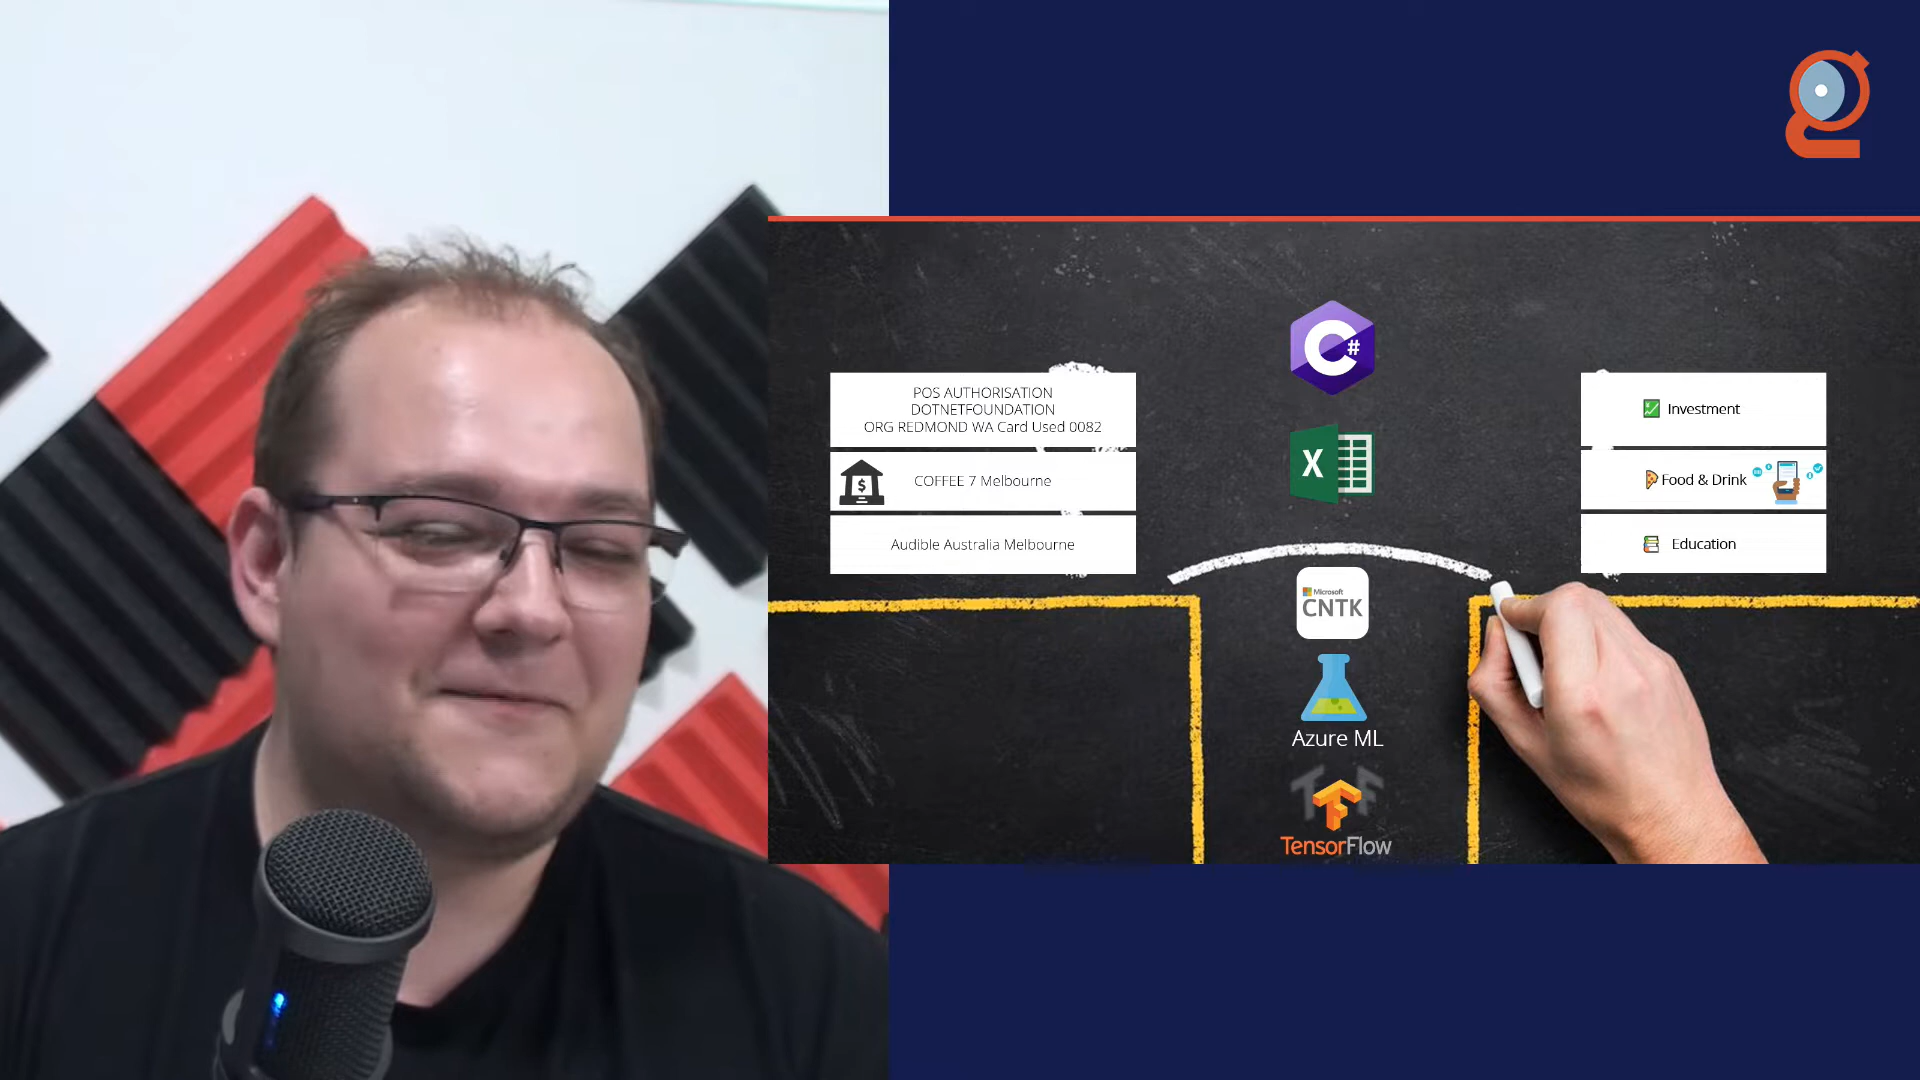 C#
POS AUTHORISATION
DOTNETFOUNDATION
ORG REDMOND WA Card Used 0082
Investment
X
$
COFFEE 7 Melbourne
Food & Drink
Audible Australia Melbourne
Education
Microsoft
CNTK
Azure ML
TF
TensorFlow